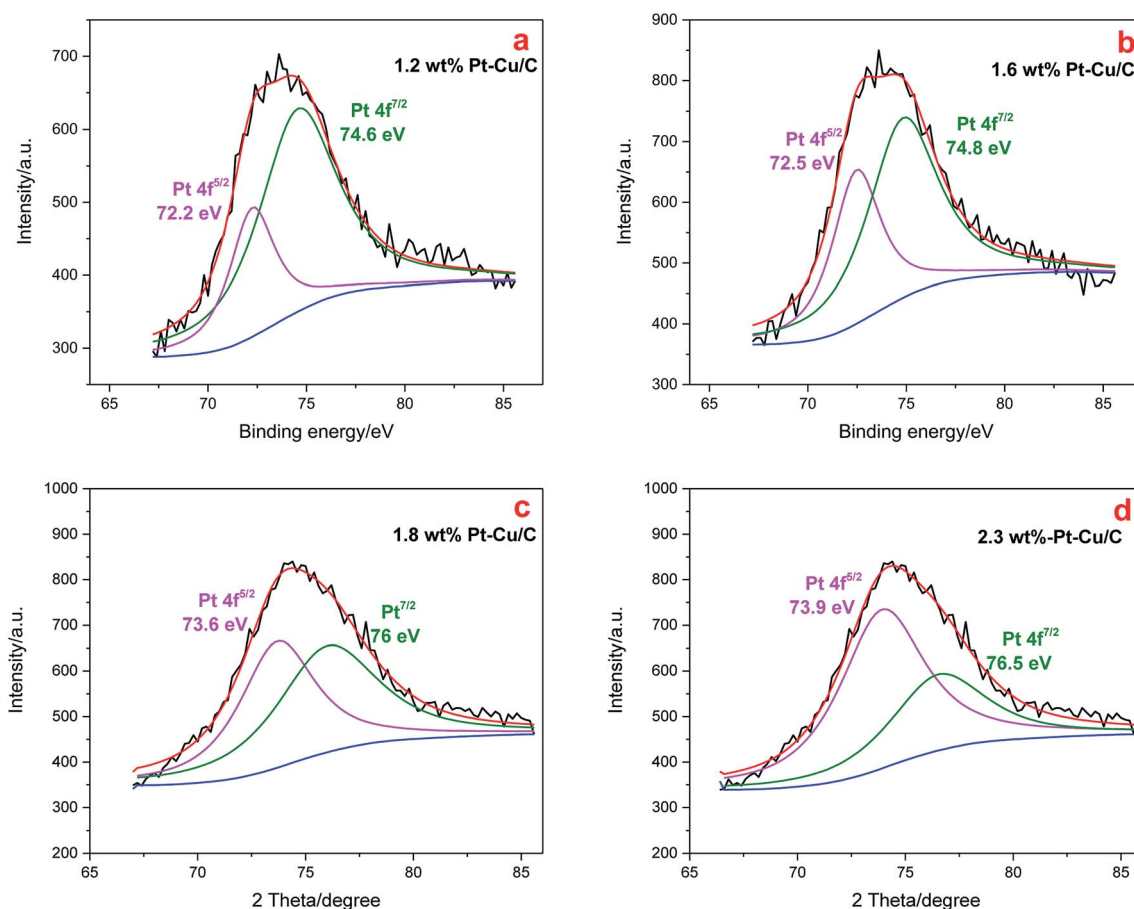 a
1.2 wt% Pt-Cu/C
Pt 4f7/2
74.6 eV
Pt 4f5/2
72.2 eV
Intensity/a.u.
700
600
500
400
300
65 70 75 80 85
Binding energy/eV
b
1.6 wt% Pt-Cu/C
Pt 4f7/2
74.8 eV
Pt 4f5/2
72.5 eV
Intensity/a.u.
900
800
700
600
500
400
300
65 70 75 80 85
Binding energy/eV
c
1.8 wt% Pt-Cu/C
Pt 4f5/2
73.6 eV
Pt7/2
76 eV
Intensity/a.u.
1000
900
800
700
600
500
400
300
200
65 70 75 80 85
2 Theta/degree
d
2.3 wt%-Pt-Cu/C
Pt 4f5/2
73.9 eV
Pt 4f7/2
76.5 eV
Intensity/a.u.
1000
900
800
700
600
500
400
300
200
65 70 75 80 85
2 Theta/degree